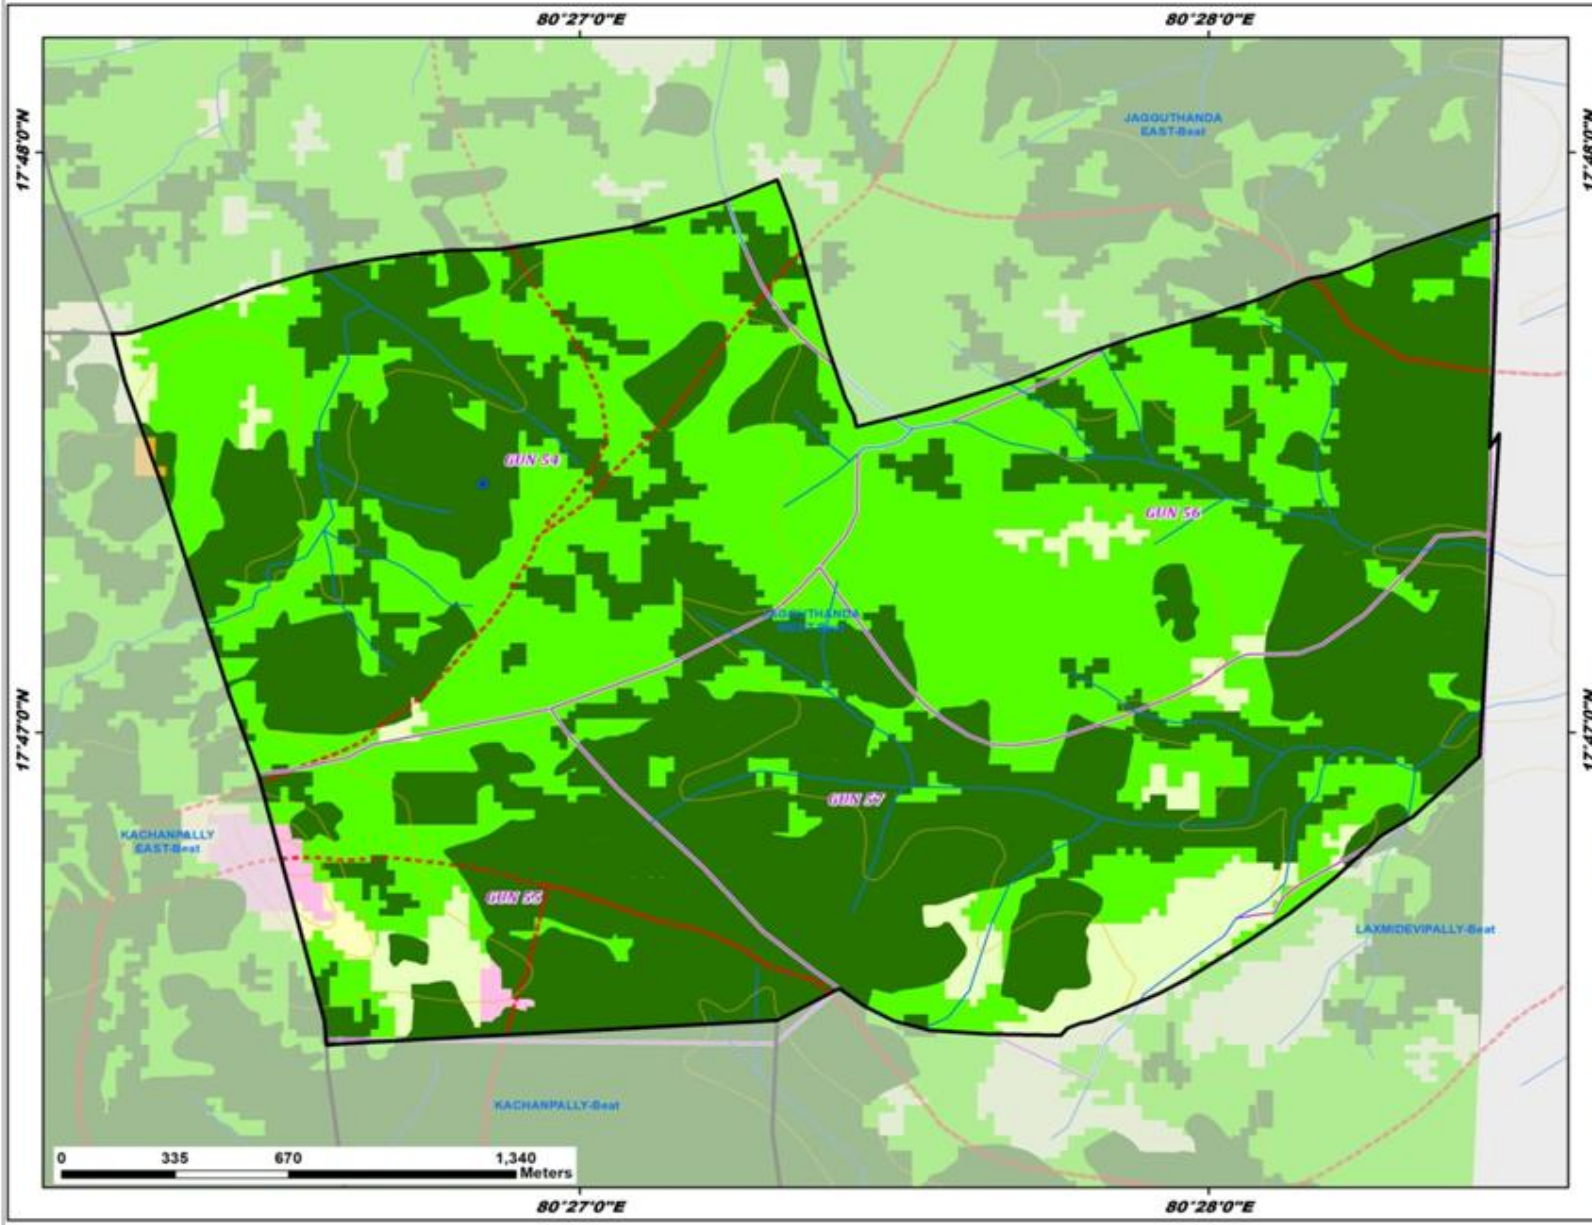 80°27'0"E 80°28'0"E
JAGGUTHANDA
EAST-Beat
17°48'0"N 17°48'0"N
GUN 54
GUN 56
17°47'0"N 17°47'0"N
GUN 57
KACHANPALLY
EAST-Beat
GUN 55
LAXMIDEVIPALLY-Beat
KACHANPALLY-Beat
0 335 670 1,340
Meters
80°27'0"E 80°28'0"E